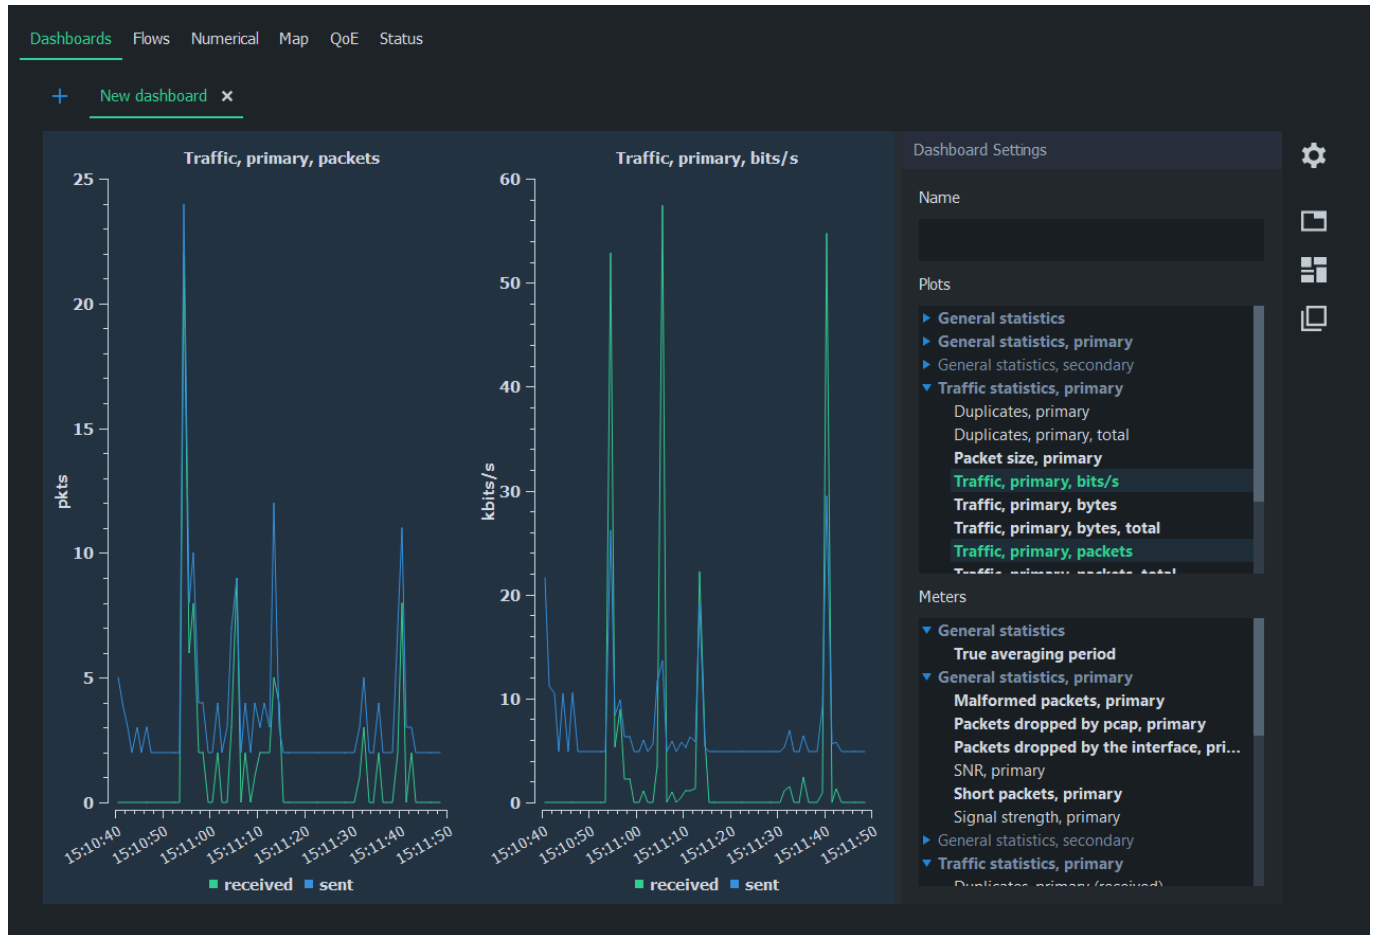 Dashboards Flows Numerical Map QoE Status
+ New dashboard ×
Traffic, primary, packets
25
20
15
10
5
0
pkts
15:10:40 15:10:50 15:11:00 15:11:10 15:11:20 15:11:30 15:11:40 15:11:50
received sent
Traffic, primary, bits/s
60
50
40
30
20
10
0
kbits/s
15:10:40 15:10:50 15:11:00 15:11:10 15:11:20 15:11:30 15:11:40 15:11:50
received sent
Dashboard Settings
Name
Plots
General statistics
General statistics, primary
General statistics, secondary
Traffic statistics, primary
Duplicates, primary
Duplicates, primary, total
Packet size, primary
Traffic, primary, bits/s
Traffic, primary, bytes
Traffic, primary, bytes, total
Traffic, primary, packets
Traffic, primary, packets, total
Meters
General statistics
True averaging period
General statistics, primary
Malformed packets, primary
Packets dropped by pcap, primary
Packets dropped by the interface, pri...
SNR, primary
Short packets, primary
Signal strength, primary
General statistics, secondary
Traffic statistics, primary
Duplicates, primary (received)